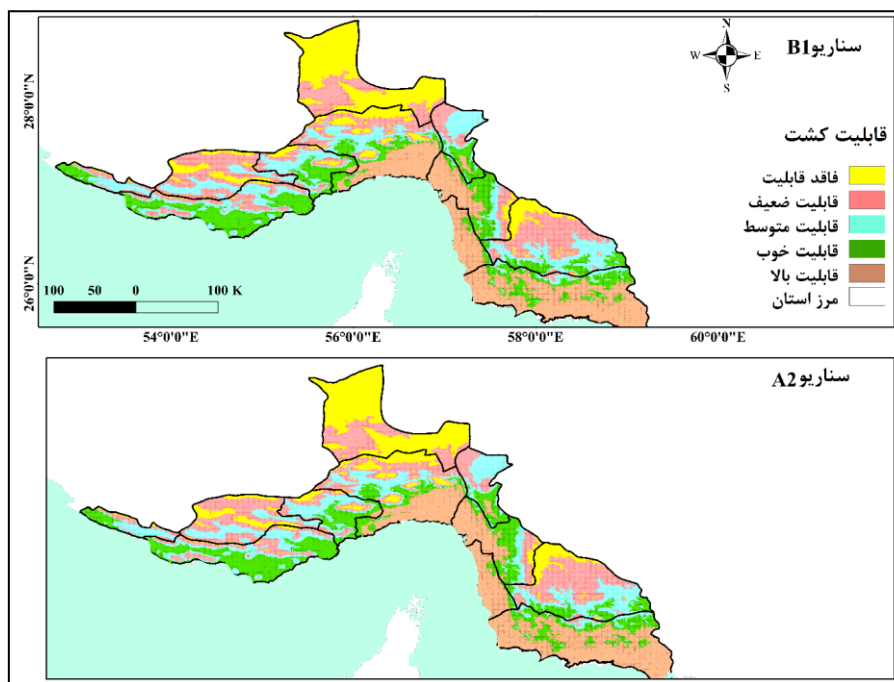 سناریو B1
N
W E
S
28°0'0"N
26°0'0"N
قابلیت کشت
فاقد قابلیت
قابلیت ضعیف
قابلیت متوسط
قابلیت خوب
قابلیت بالا
مرز استان
100 50 0 100 K
54°0'0"E 56°0'0"E 58°0'0"E 60°0'0"E
سناریو A2